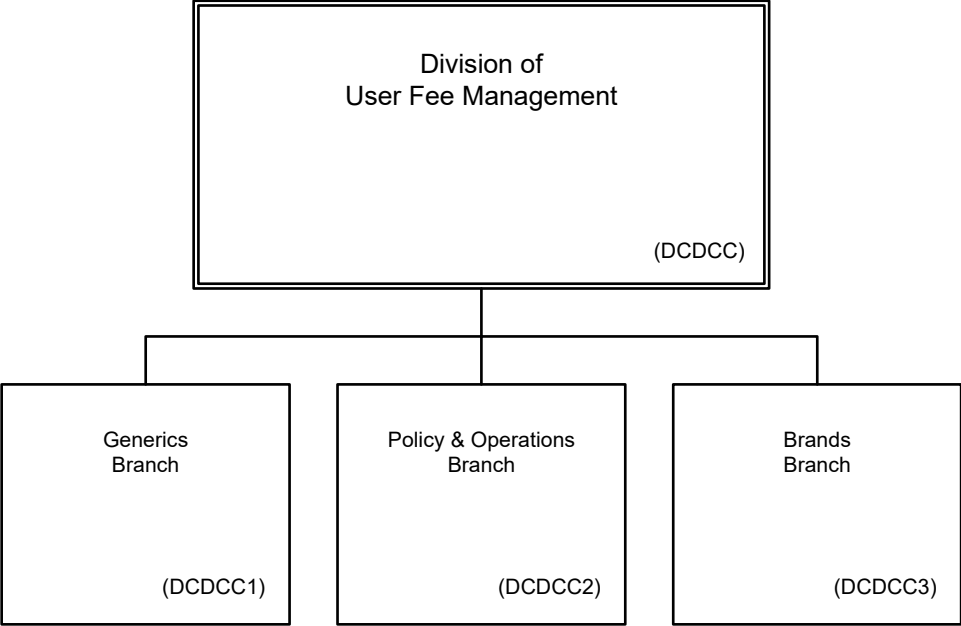 Division of
User Fee Management
(DCDCC)
Generics
Branch
(DCDCC1)
Policy & Operations
Branch
(DCDCC2)
Brands
Branch
(DCDCC3)